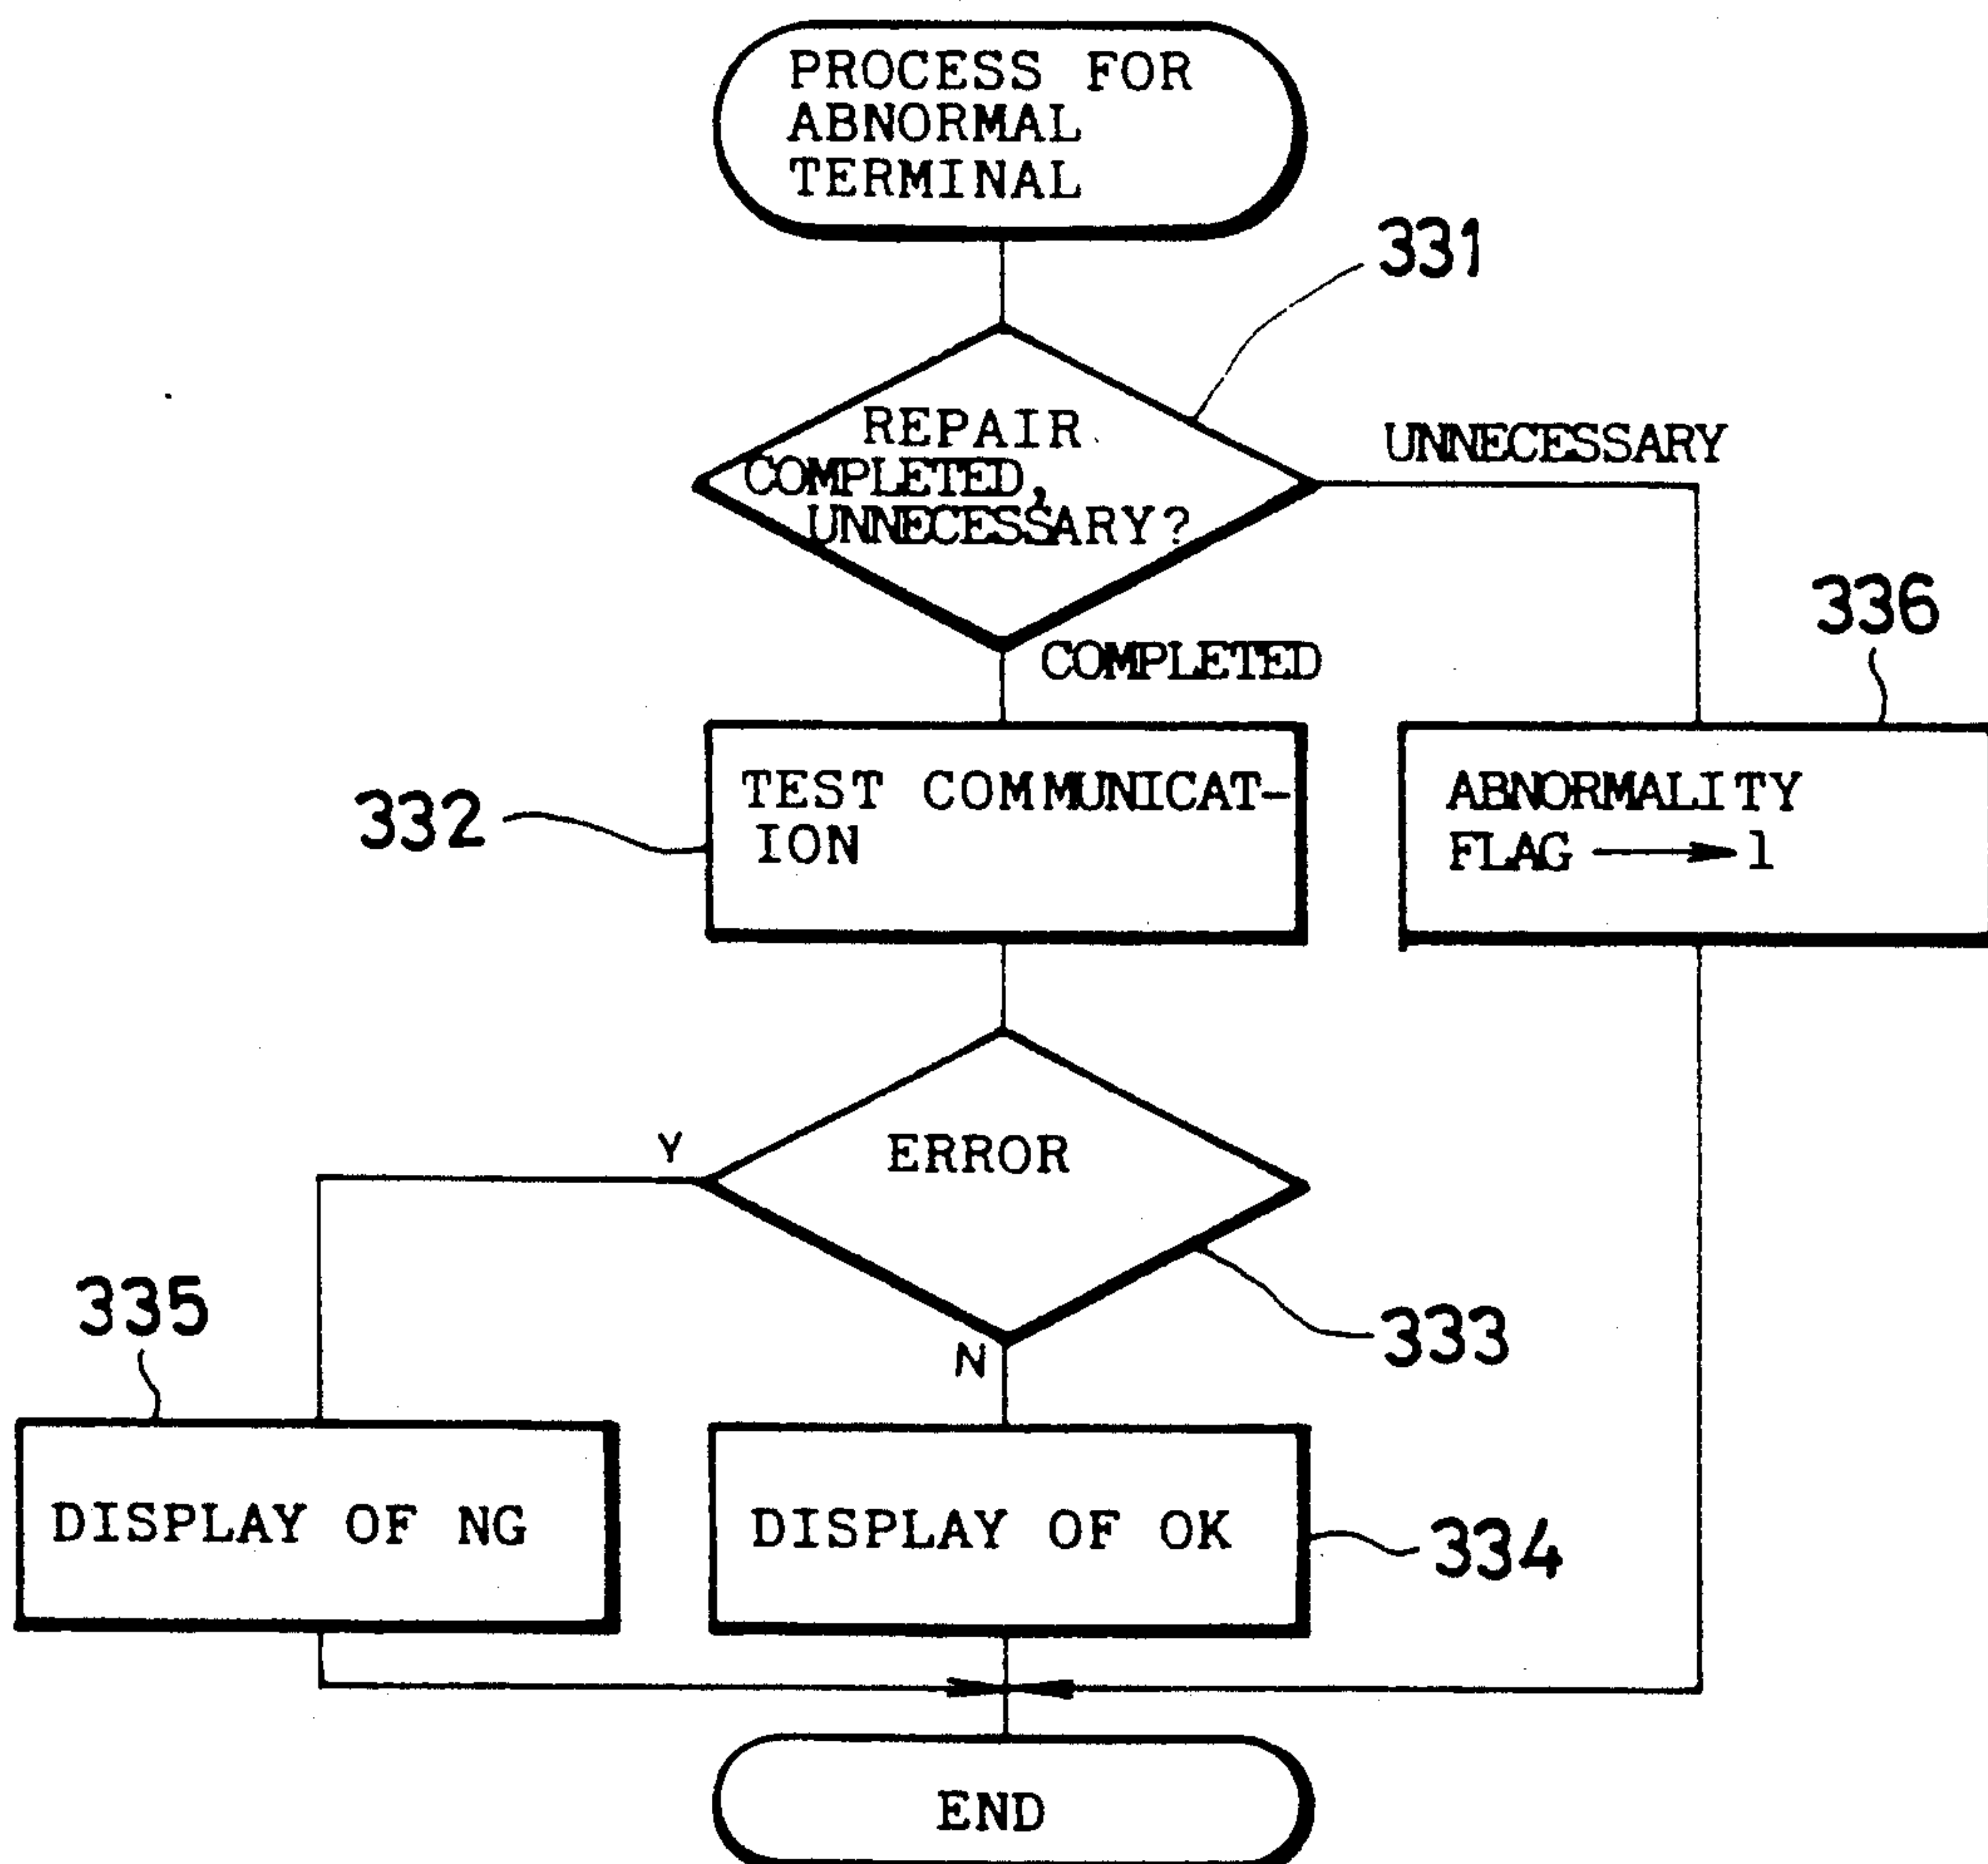 PROCESS FOR
ABNORMAL
TERMINAL
331
REPAIR
COMPLETED,
UNNECESSARY?
UNNECESSARY
336
COMPLETED
332
TEST COMMUNICAT-
ION
ABNORMALITY
FLAG → 1
Y
ERROR
335
333
N
DISPLAY OF NG
DISPLAY OF OK
334
END